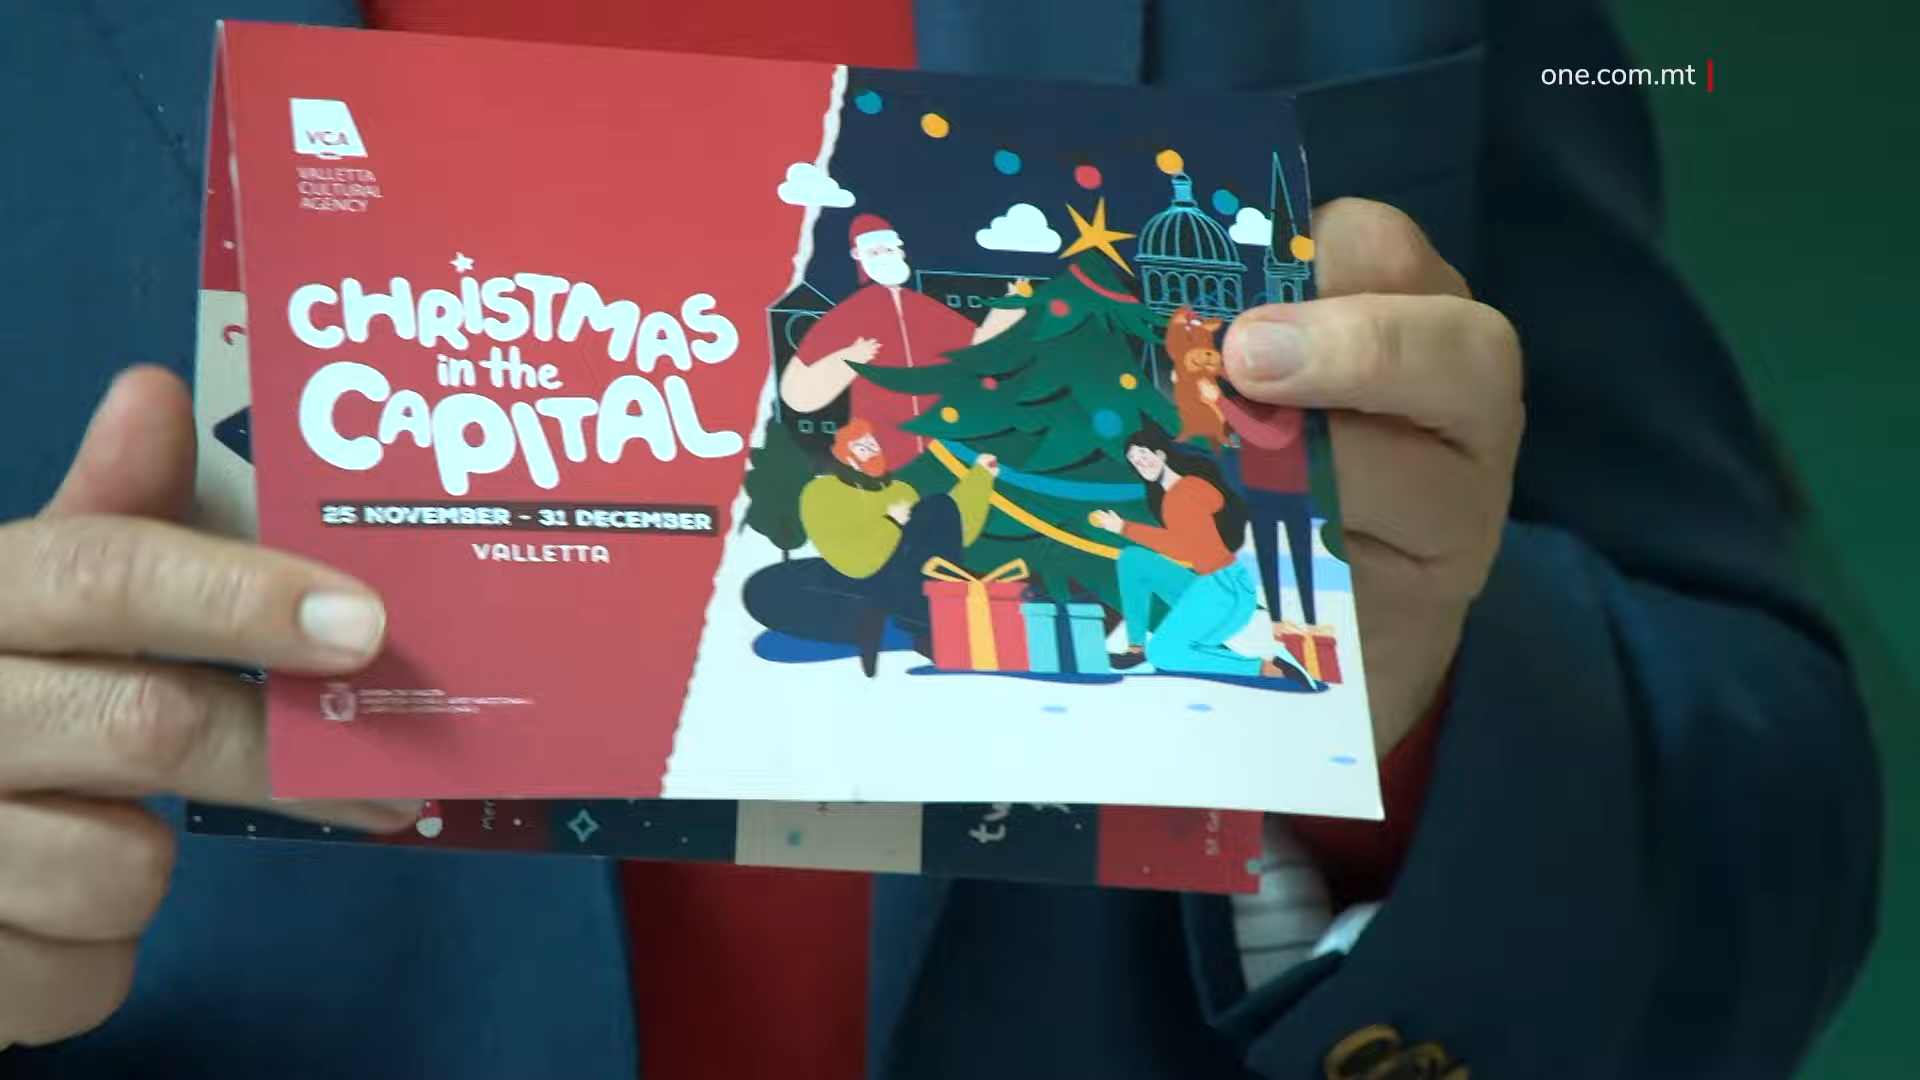 one.com.mt
VCA
VALLETTA
CULTURAL
AGENCY
CHRISTMAS
in the
CAPITAL
25 NOVEMBER - 31 DECEMBER
VALLETTA